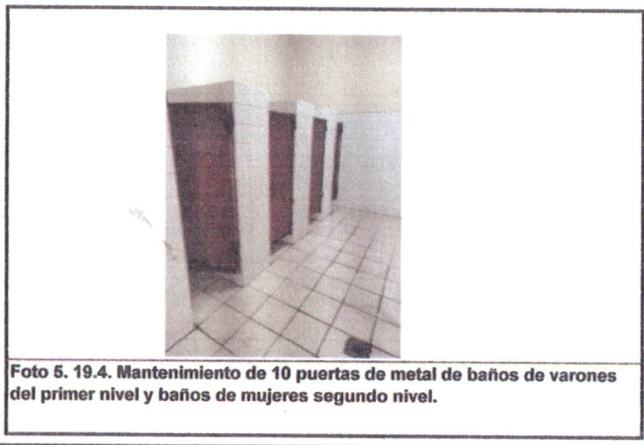 Foto 5. 19.4. Mantenimiento de 10 puertas de metal de baños de varones
del primer nivel y baños de mujeres segundo nivel.